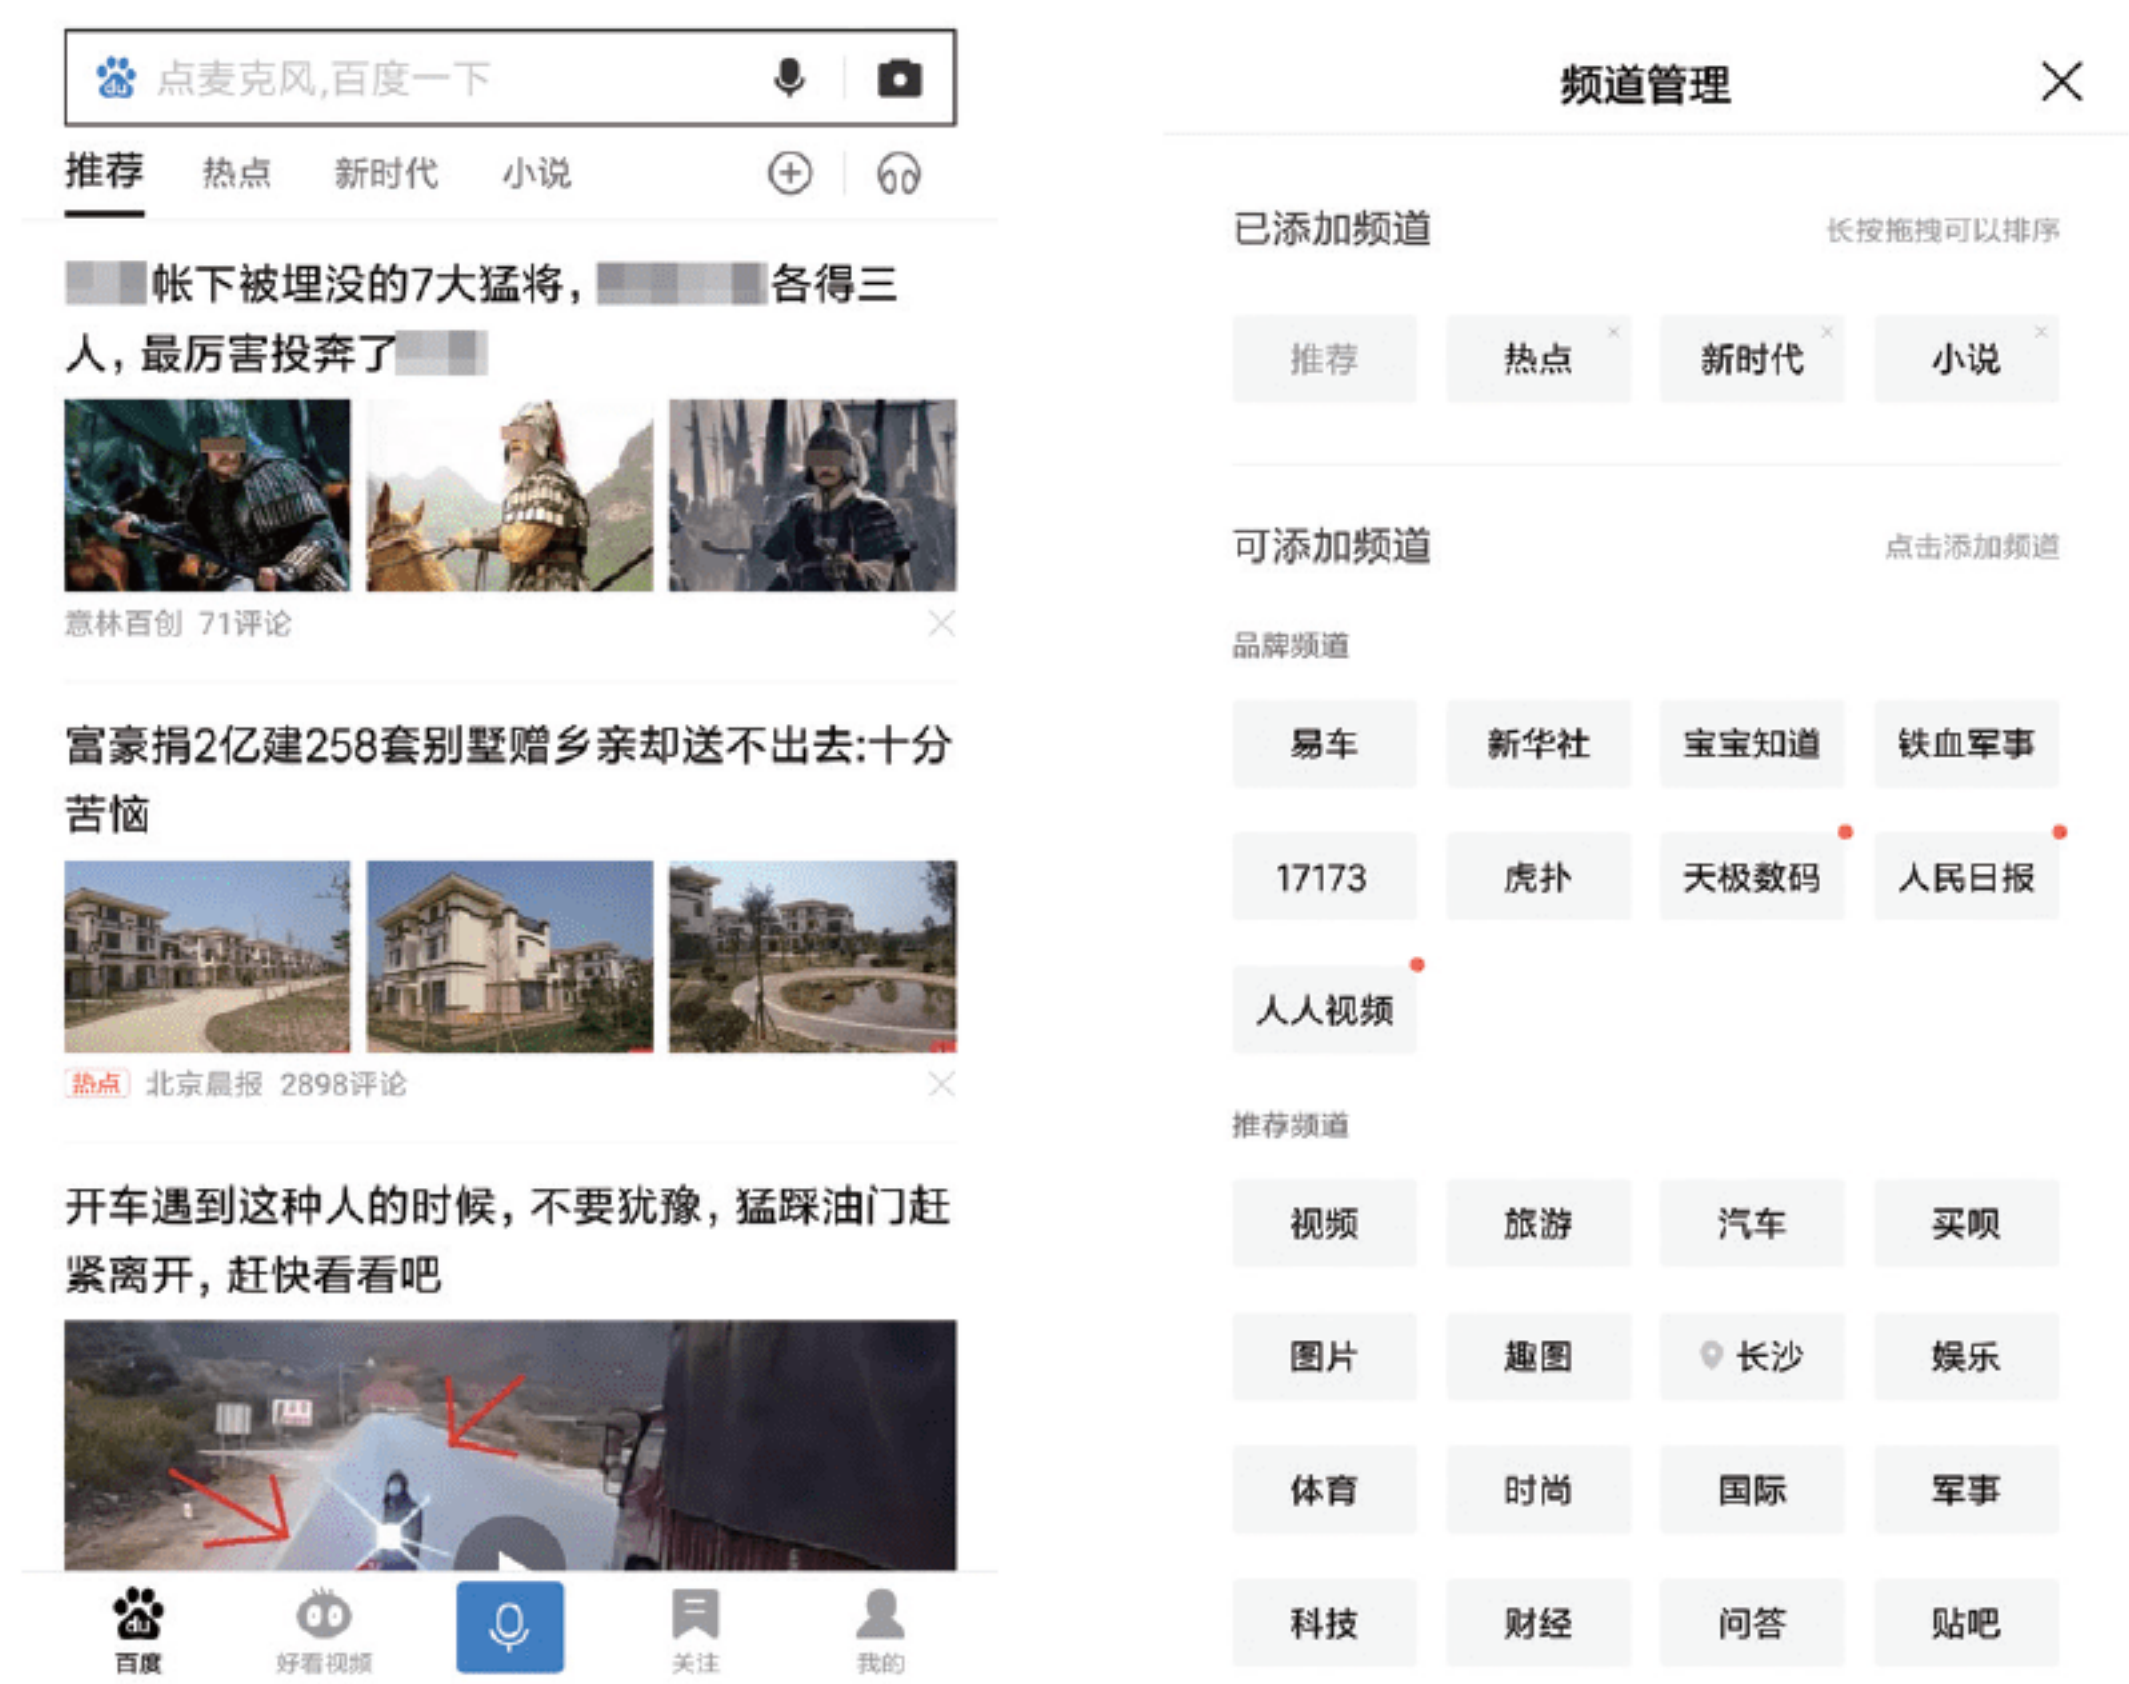 du 点麦克风,百度一下
推荐 热点 新时代 小说
帐下被埋没的7大猛将，各得三
人，最厉害投奔了
意林百创 71评论
富豪捐2亿建258套别墅赠乡亲却送不出去:十分
苦恼
热点 北京晨报 2898评论
开车遇到这种人的时候，不要犹豫，猛踩油门赶
紧离开，赶快看看吧
du
百度 好看视频 关注 我的
频道管理
已添加频道 长按拖拽可以排序
推荐 热点 新时代 小说
可添加频道 点击添加频道
品牌频道
易车 新华社 宝宝知道 铁血军事
17173 虎扑 天极数码 人民日报
人人视频
推荐频道
视频 旅游 汽车 买呗
图片 趣图 长沙 娱乐
体育 时尚 国际 军事
科技 财经 问答 贴吧